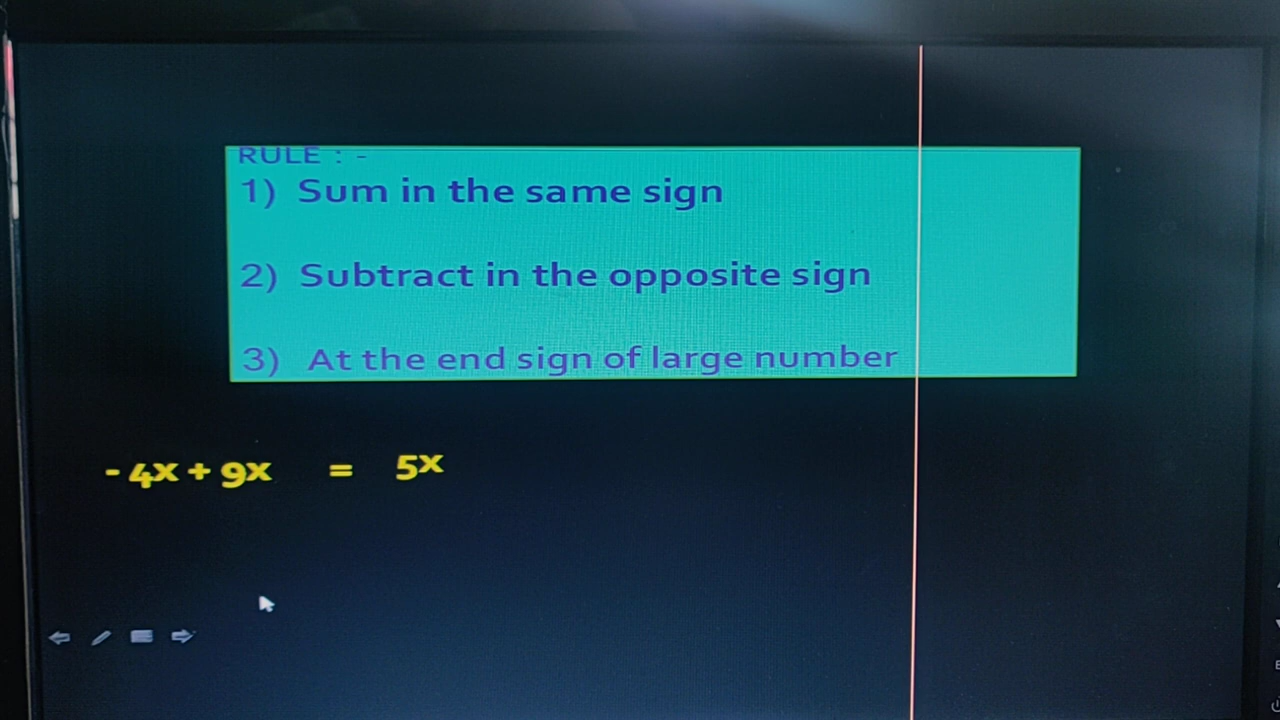 RULE : -
1) Sum in the same sign
2) Subtract in the opposite sign
3) At the end sign of large number
- 4x + 9x = 5x